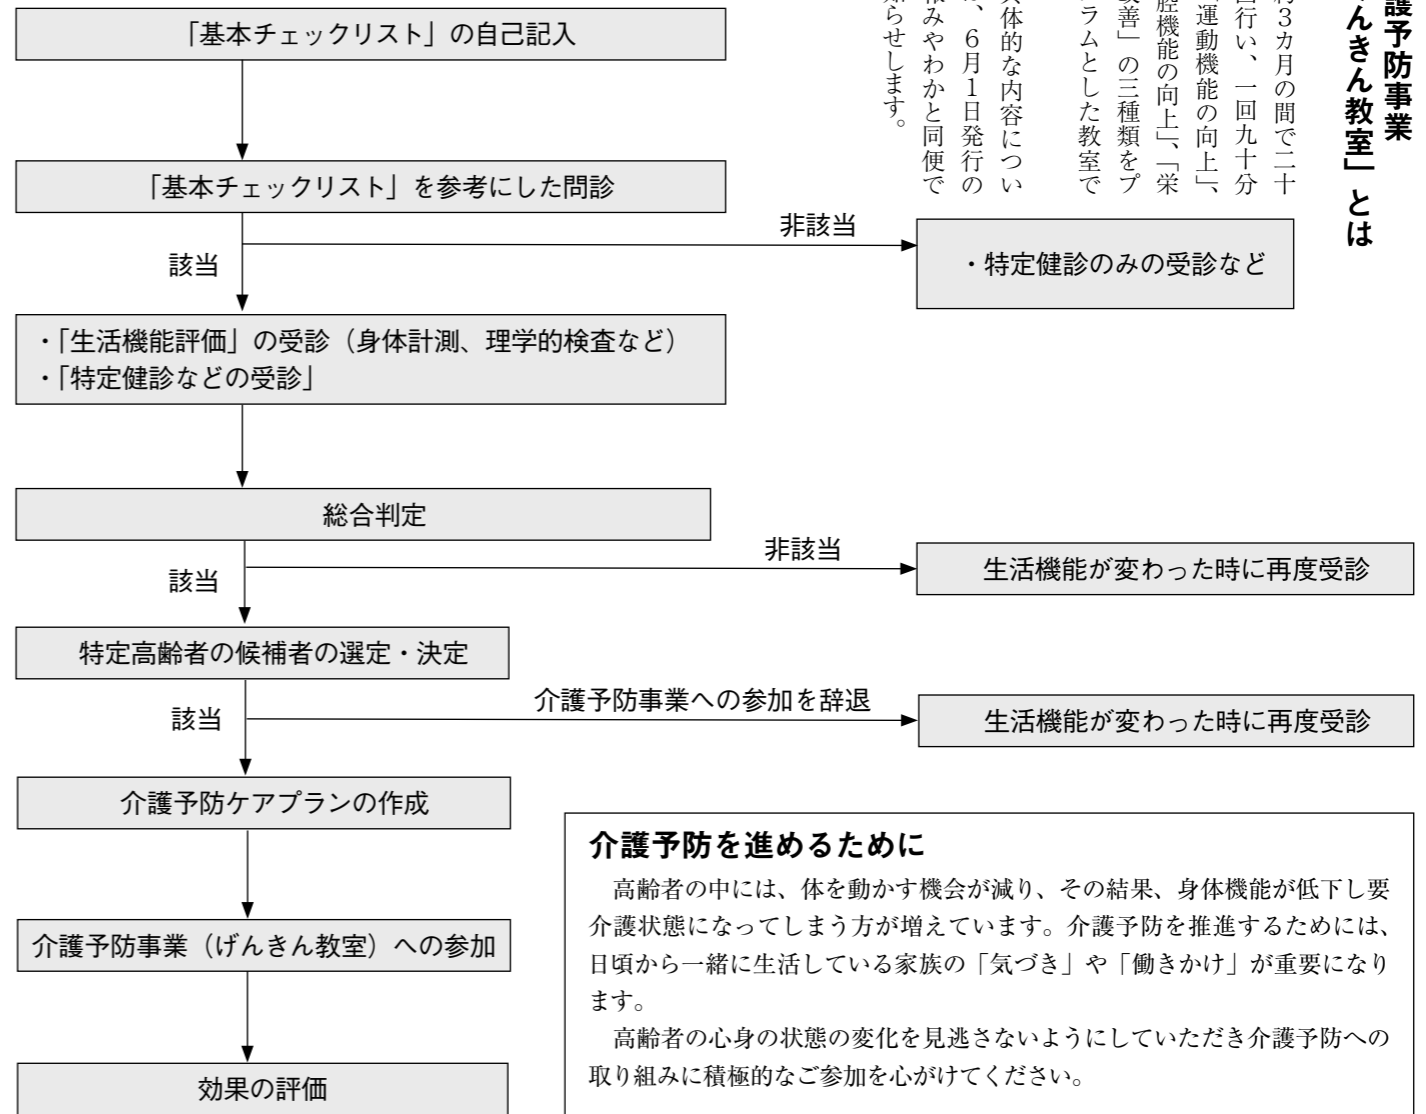 護予防事業
んきん教室」とは
約３カ月の間で二十
回行い、一回九十分
運動機能の向上」、
腔機能の向上」、「栄
改善」の三種類をプ
ラムとした教室で
具体的な内容につい
、６月１日発行の
報みやわかと同便で
知らせします。
「基本チェックリスト」の自己記入
「基本チェックリスト」を参考にした問診
非該当
・特定健診のみの受診など
該当
・「生活機能評価」の受診（身体計測、理学的検査など）
・「特定健診などの受診」
総合判定
非該当
生活機能が変わった時に再度受診
該当
特定高齢者の候補者の選定・決定
介護予防事業への参加を辞退
生活機能が変わった時に再度受診
該当
介護予防ケアプランの作成
介護予防事業（げんきん教室）への参加
効果の評価
介護予防を進めるために
高齢者の中には、体を動かす機会が減り、その結果、身体機能が低下し要
介護状態になってしまう方が増えています。介護予防を推進するためには、
日頃から一緒に生活している家族の「気づき」や「働きかけ」が重要になり
ます。
高齢者の心身の状態の変化を見逃さないようにしていただき介護予防への
取り組みに積極的なご参加を心がけてください。